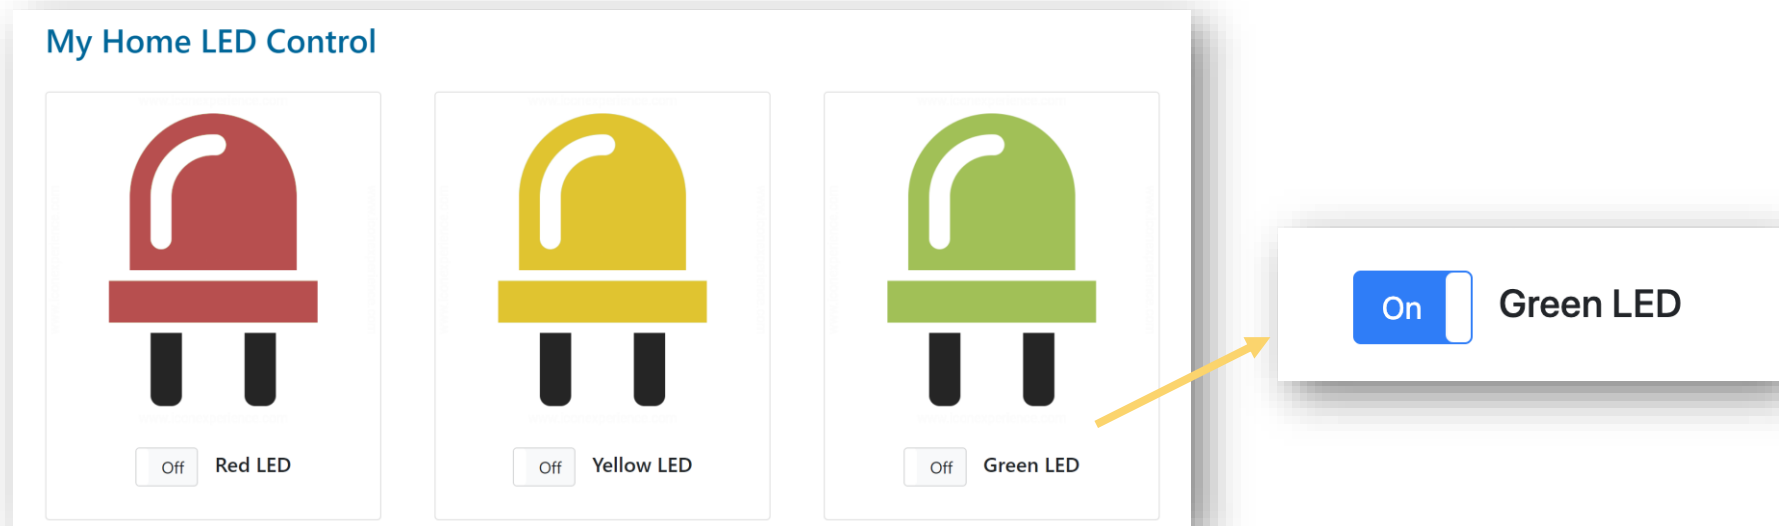 My Home LED Control
Off Red LED
Off Yellow LED
Off Green LED
On Green LED